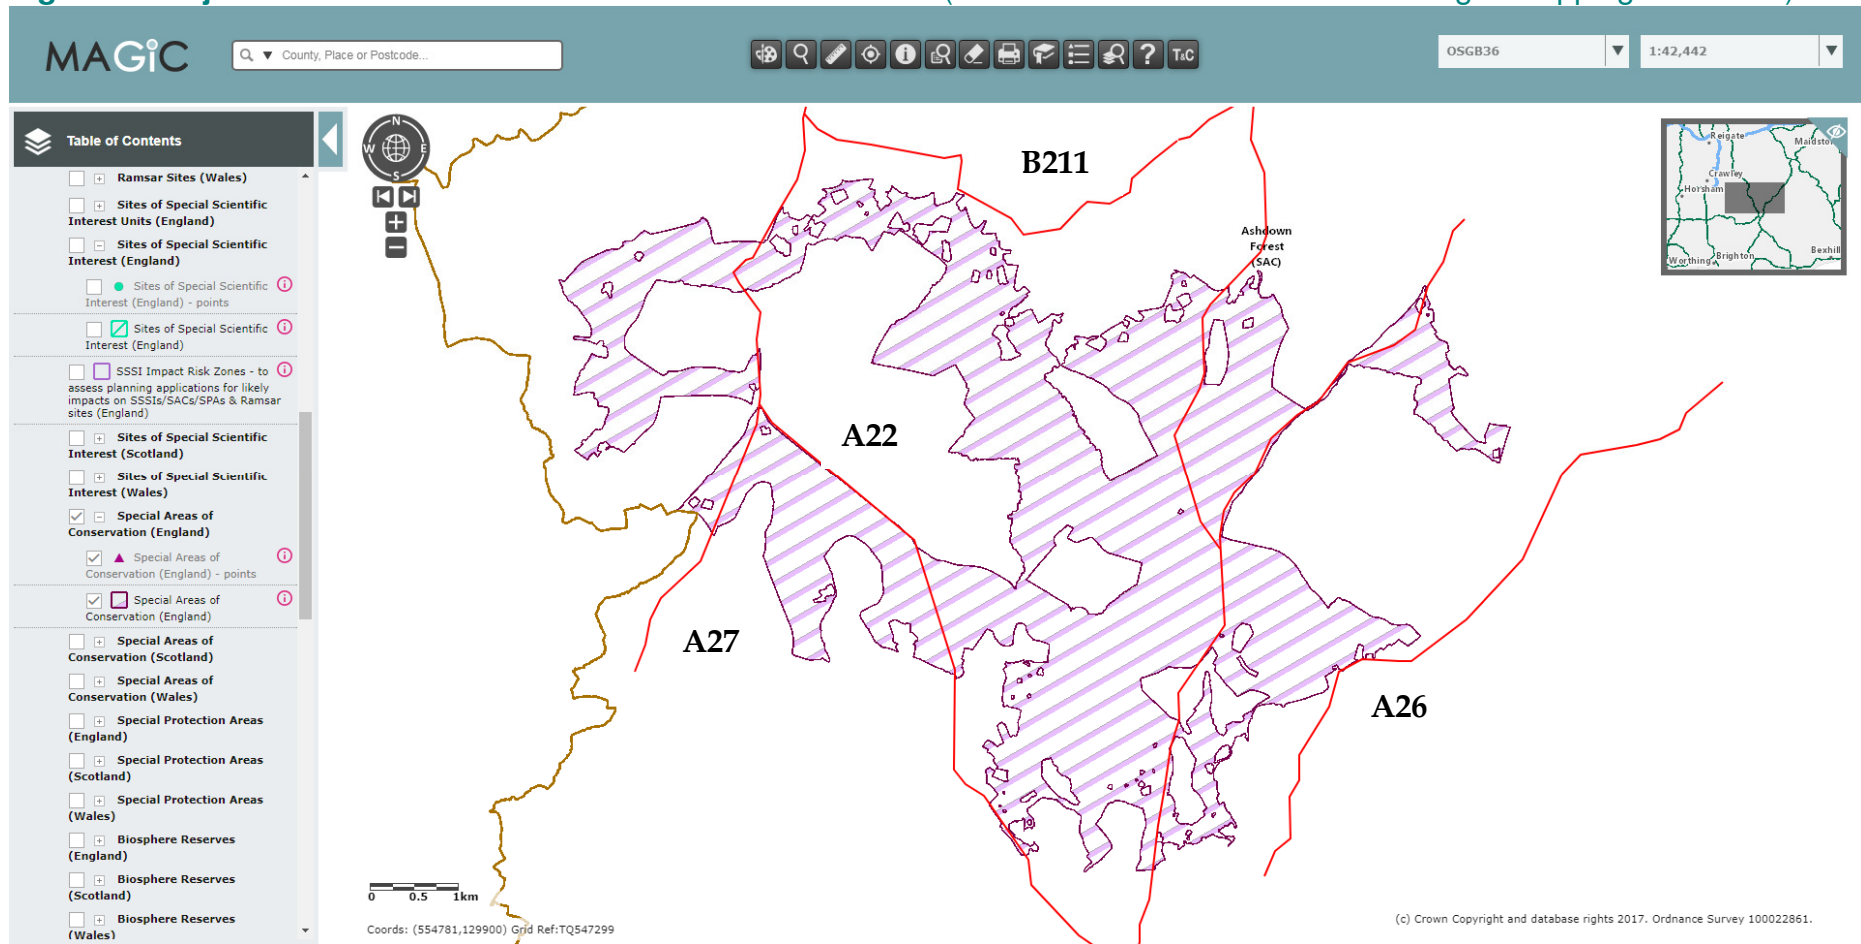 MAGiC
County, Place or Postcode...
T&C
OSGB36
1:42,442
Table of Contents
Ramsar Sites (Wales)
Sites of Special Scientific
Interest Units (England)
Sites of Special Scientific
Interest (England)
Sites of Special Scientific
Interest (England) - points
Sites of Special Scientific
Interest (England)
SSSI Impact Risk Zones - to
assess planning applications for likely
impacts on SSSIs/SACs/SPAs & Ramsar
sites (England)
Sites of Special Scientific
Interest (Scotland)
Sites of Special Scientific
Interest (Wales)
Special Areas of
Conservation (England)
Special Areas of
Conservation (England) - points
Special Areas of
Conservation (England)
Special Areas of
Conservation (Scotland)
Special Areas of
Conservation (Wales)
Special Protection Areas
(England)
Special Protection Areas
(Scotland)
Special Protection Areas
(Wales)
Biosphere Reserves
(England)
Biosphere Reserves
(Scotland)
Biosphere Reserves
(Wales)
N
W E
S
B211
Ashdown
Forest
(SAC)
A22
A27
A26
Reigate
Maidsto
Crawley
Horsham
Bexhill
Worthing
Brighton
0 0.5 1km
Coords: (554781,129900) Grid Ref:TQ547299
(c) Crown Copyright and database rights 2017. Ordnance Survey 100022861.